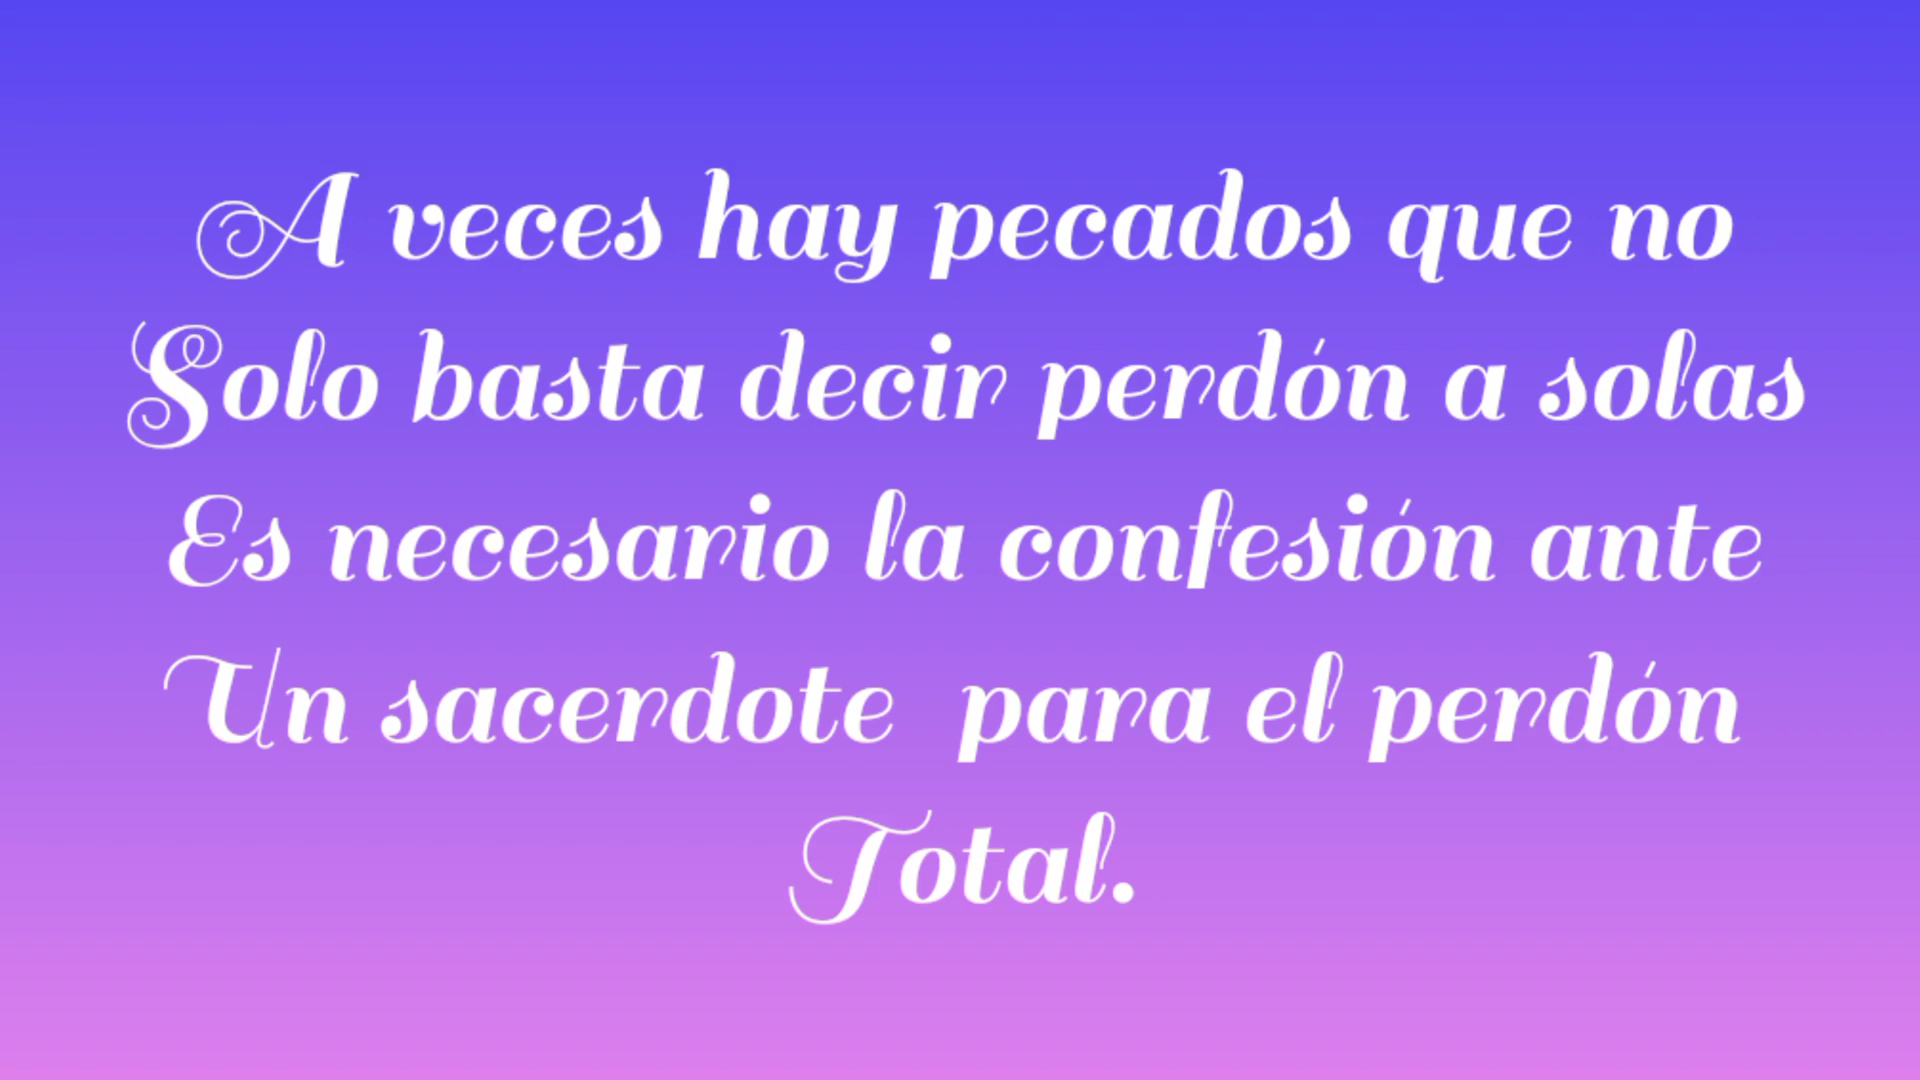 A veces hay pecados que no
Solo basta decir perdón a solas
Es necesario la confesión ante
Un sacerdote  para el perdón
Total.